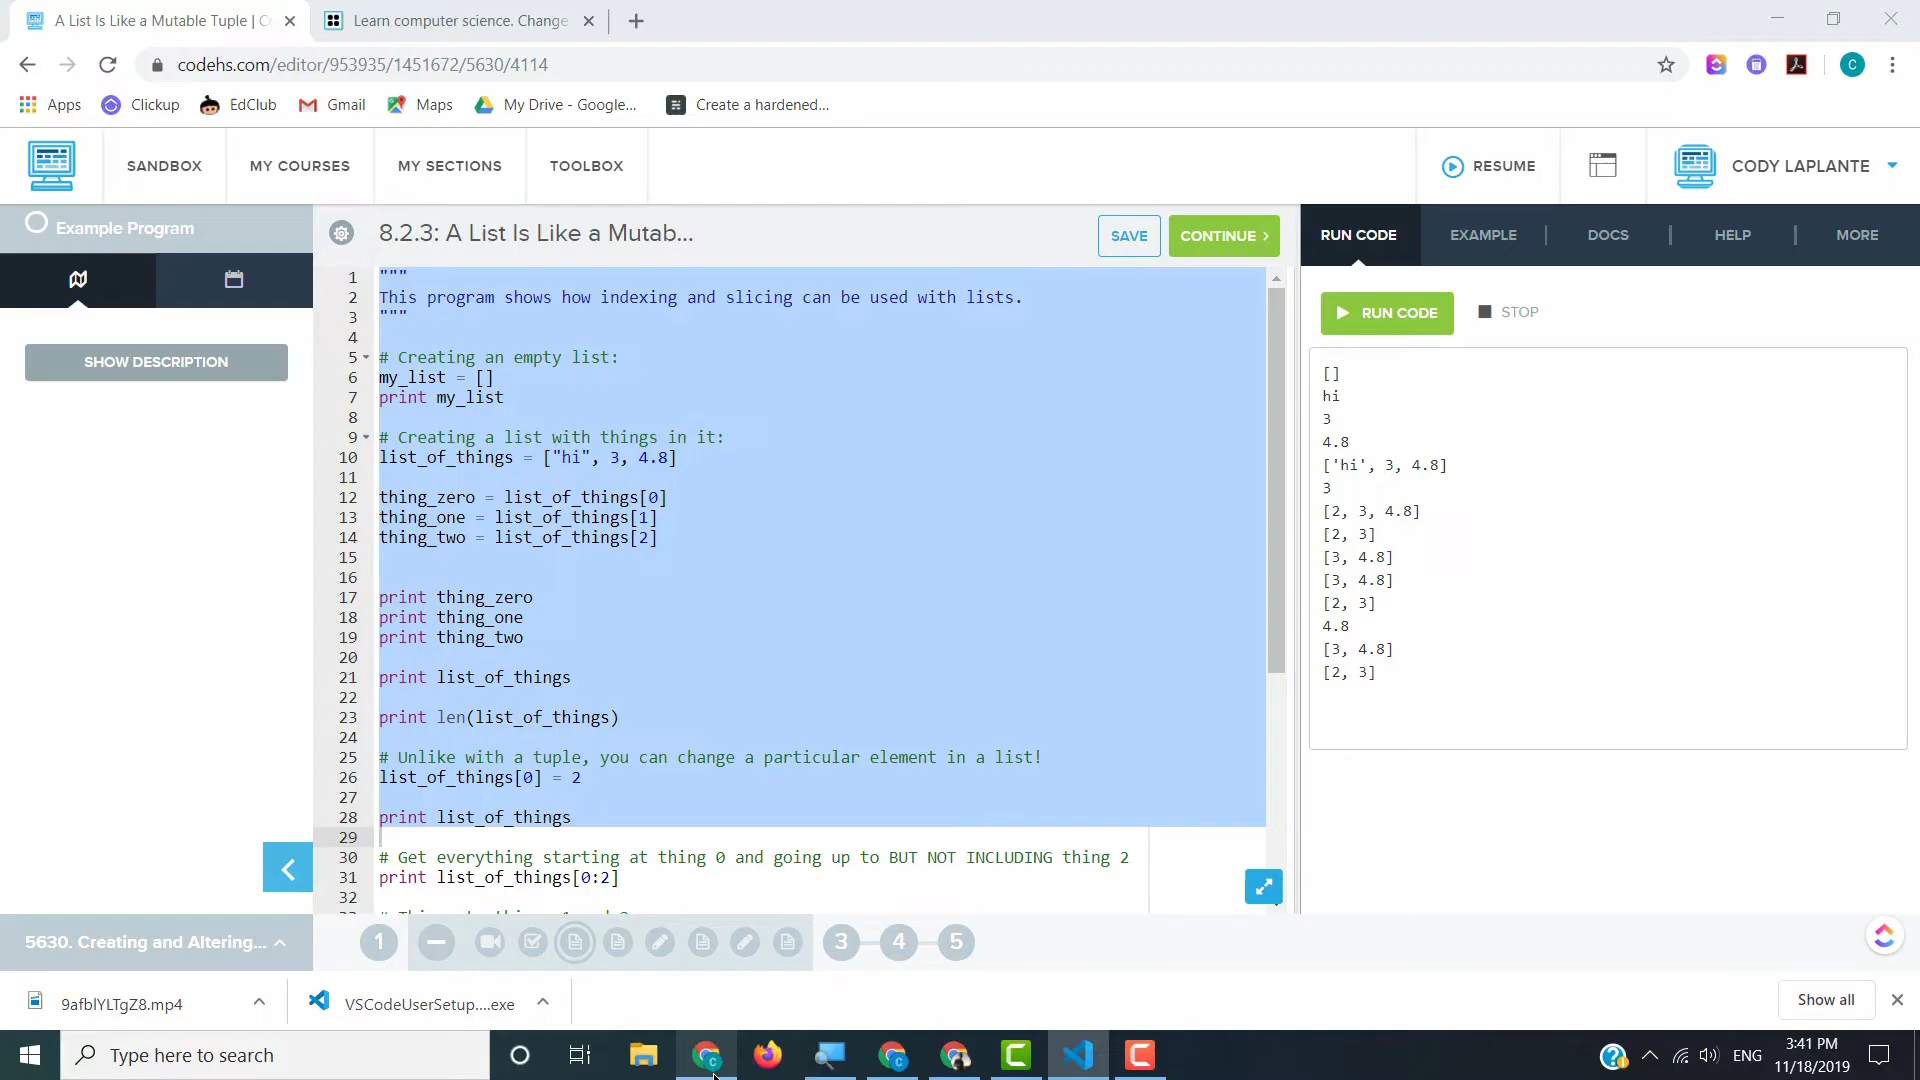 A List Is Like a Mutable Tuple | C
Learn computer science. Change
codehs.com/editor/953935/1451672/5630/4114
C
Apps
Clickup
EdClub
Gmail
Maps
My Drive - Google...
Create a hardened...
SANDBOX
MY COURSES
MY SECTIONS
TOOLBOX
RESUME
CODY LAPLANTE
Example Program
8.2.3: A List Is Like a Mutab...
SAVE
CONTINUE
RUN CODE
EXAMPLE
DOCS
HELP
MORE
SHOW DESCRIPTION
1 """
2 This program shows how indexing and slicing can be used with lists.
3 """
4
5 # Creating an empty list:
6 my_list = []
7 print my_list
8
9 # Creating a list with things in it:
10 list_of_things = ["hi", 3, 4.8]
11
12 thing_zero = list_of_things[0]
13 thing_one = list_of_things[1]
14 thing_two = list_of_things[2]
15
16
17 print thing_zero
18 print thing_one
19 print thing_two
20
21 print list_of_things
22
23 print len(list_of_things)
24
25 # Unlike with a tuple, you can change a particular element in a list!
26 list_of_things[0] = 2
27
28 print list_of_things
29
30 # Get everything starting at thing 0 and going up to BUT NOT INCLUDING thing 2
31 print list_of_things[0:2]
32
RUN CODE
STOP
[]
hi
3
4.8
['hi', 3, 4.8]
3
[2, 3, 4.8]
[2, 3]
[3, 4.8]
[3, 4.8]
[2, 3]
4.8
[3, 4.8]
[2, 3]
5630. Creating and Altering...
1
3
4
5
9afblYLTgZ8.mp4
VSCodeUserSetup....exe
Show all
Type here to search
ENG
3:41 PM
11/18/2019